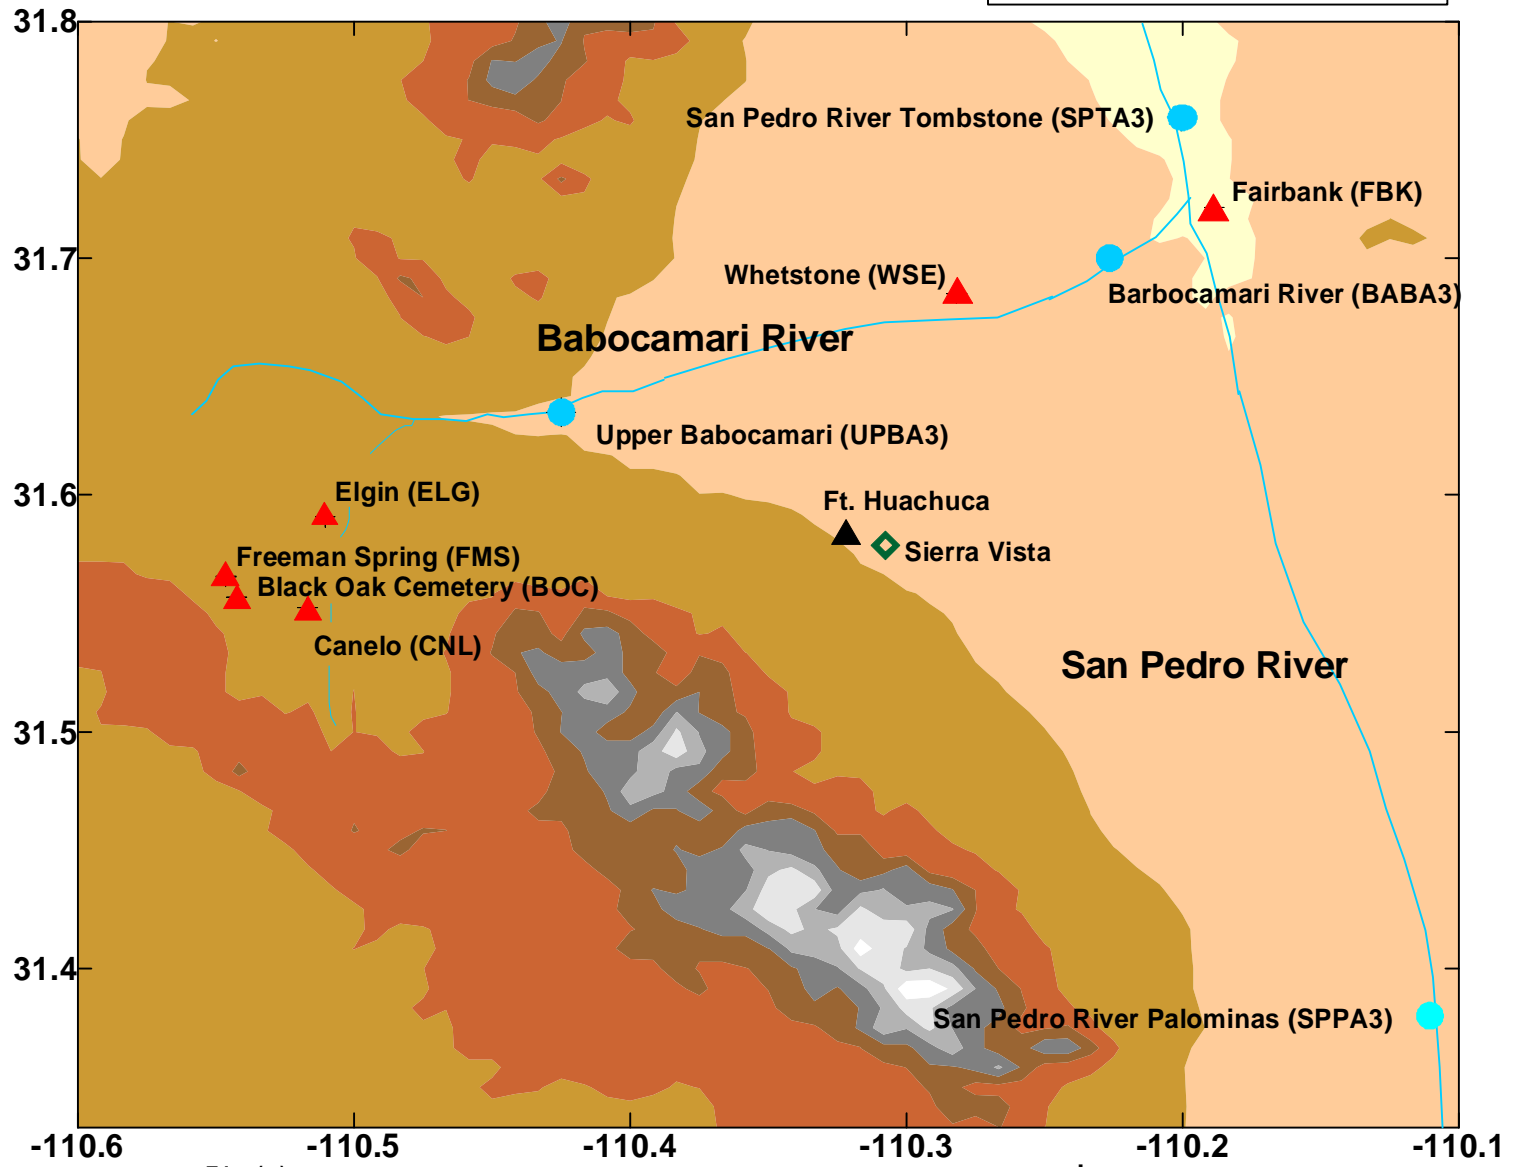 31.8
San Pedro River Tombstone (SPTA3)
Fairbank (FBK)
31.7
Whetstone (WSE)
Barbocamari River (BABA3)
Babocamari River
Upper Babocamari (UPBA3)
31.6
Elgin (ELG)
Ft. Huachuca
Sierra Vista
Freeman Spring (FMS)
Black Oak Cemetery (BOC)
Canelo (CNL)
San Pedro River
31.5
31.4
San Pedro River Palominas (SPPA3)
-110.6 -110.5 -110.4 -110.3 -110.2 -110.1